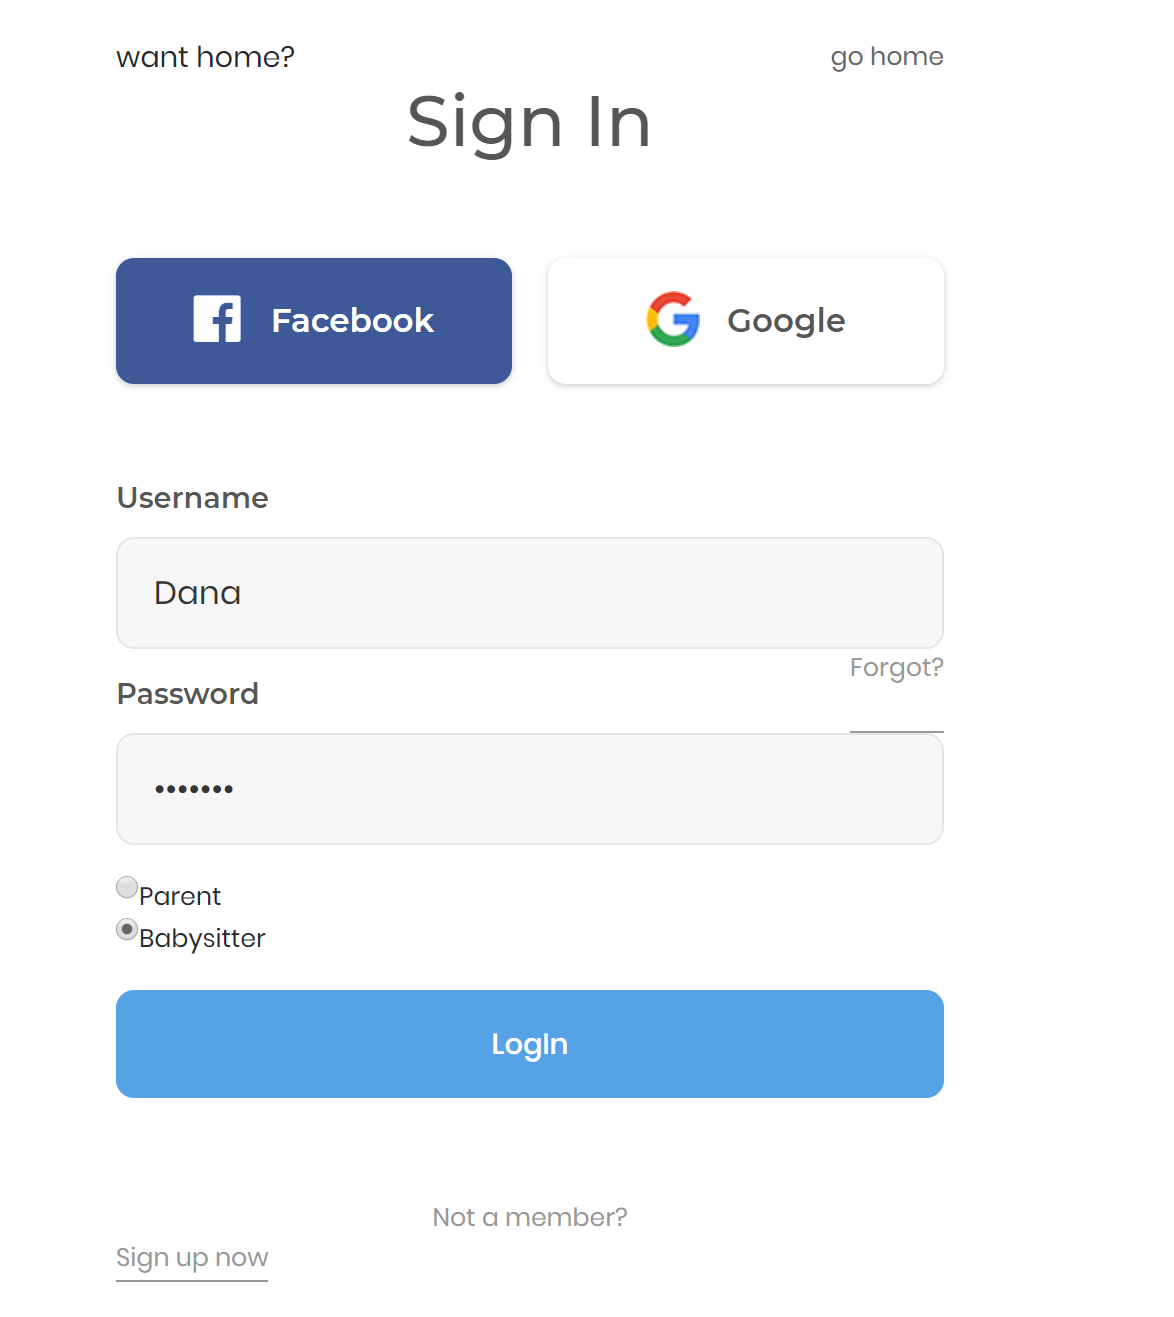 want home? go home
Sign In
Facebook Google
Username
Dana
Forgot?
Password
•••••••
Parent
Babysitter
LogIn
Not a member?
Sign up now